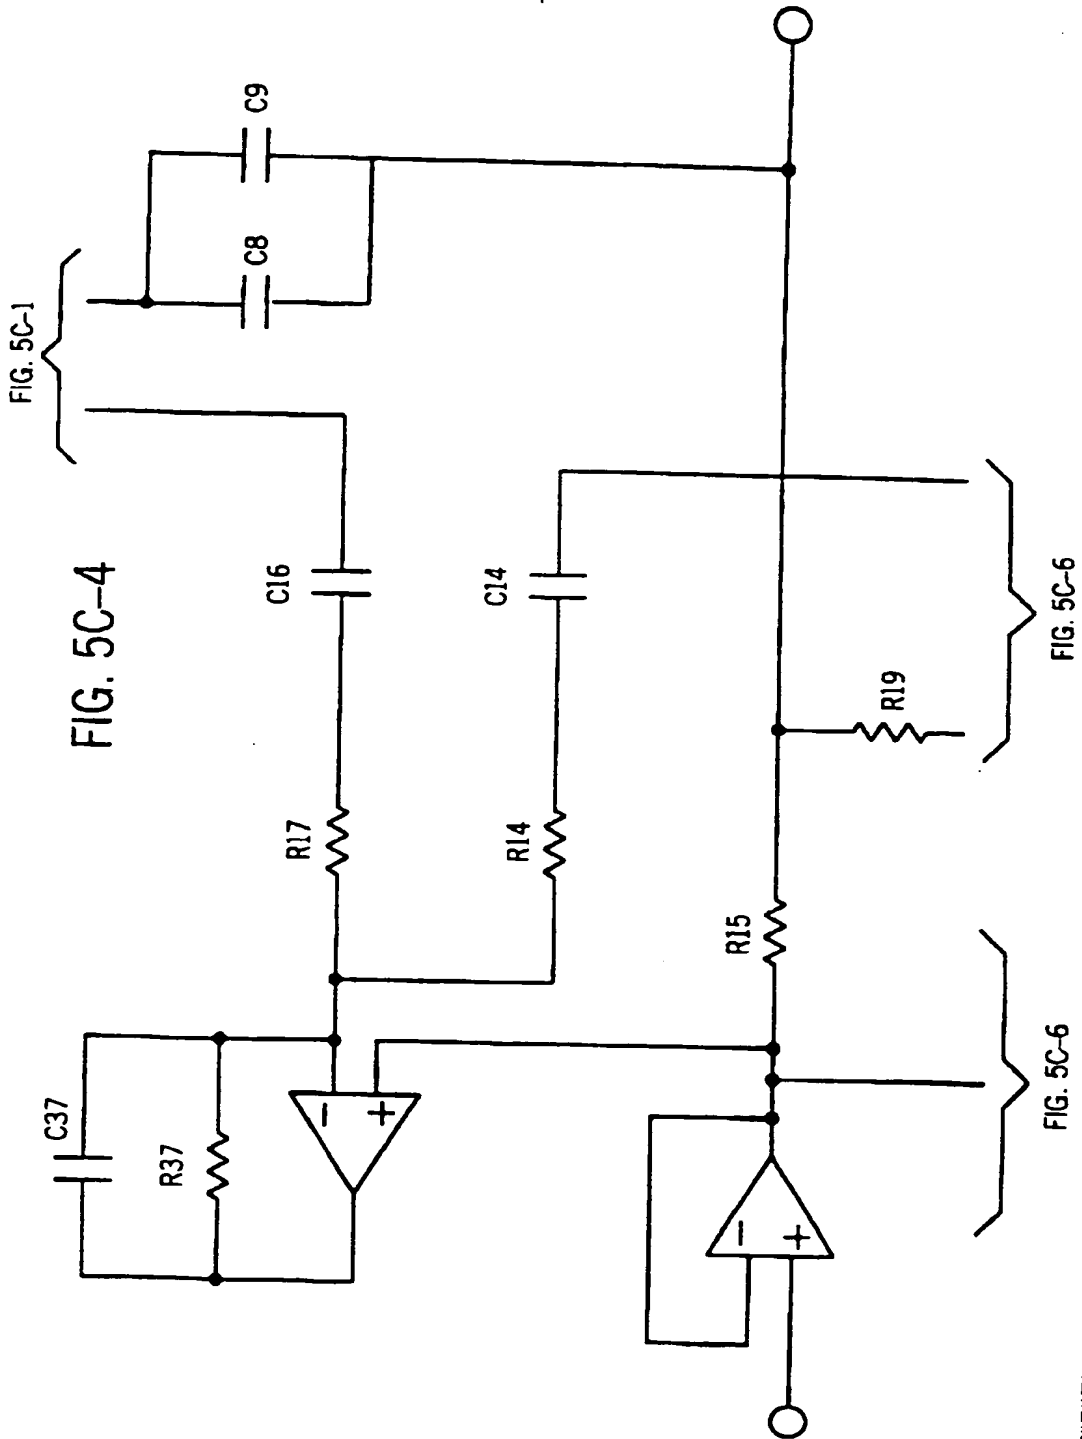 FIG. 5C-1
C9
C8
FIG. 5C-4
C16
C14
R19
FIG. 5C-6
R17
R14
R15
C37
R37
−
+
−
+
FIG. 5C-6